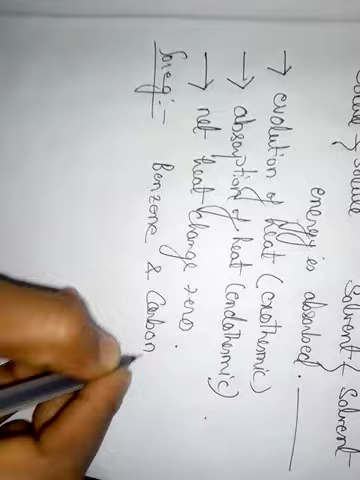 Solute & Solute Solvent & Solvent
energy is absorbed.
→ evolution of heat (exothermic)
→ absorption of heat (endothermic).
→ net heat change zero.
for eg:- Benzene & Carbon